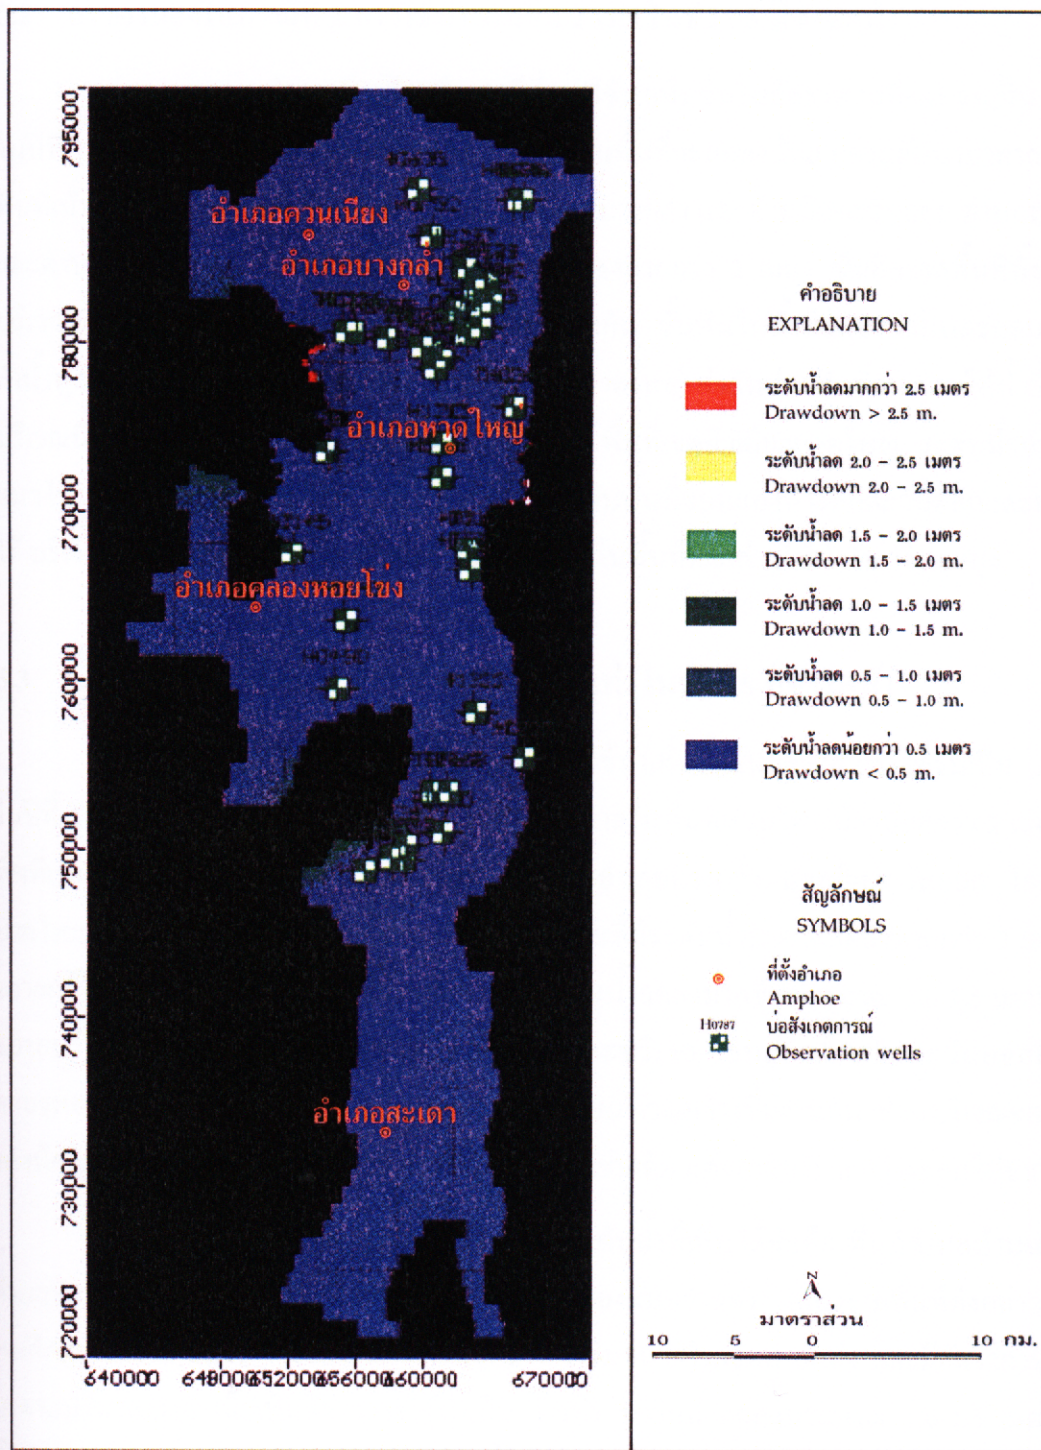 795000
780000
770000
760000
750000
740000
730000
720000
640000
648000
652000
656000
660000
670000
อำเภอควนเนียง
อำเภอบางกล่ำ
อำเภอหาดใหญ่
อำเภอคลองหอยโข่ง
อำเภอสะเดา
คำอธิบาย
EXPLANATION
ระดับน้ำลดมากกว่า 2.5 เมตร
Drawdown > 2.5 m.
ระดับน้ำลด 2.0 - 2.5 เมตร
Drawdown 2.0 - 2.5 m.
ระดับน้ำลด 1.5 - 2.0 เมตร
Drawdown 1.5 - 2.0 m.
ระดับน้ำลด 1.0 - 1.5 เมตร
Drawdown 1.0 - 1.5 m.
ระดับน้ำลด 0.5 - 1.0 เมตร
Drawdown 0.5 - 1.0 m.
ระดับน้ำลดน้อยกว่า 0.5 เมตร
Drawdown < 0.5 m.
สัญลักษณ์
SYMBOLS
ที่ตั้งอำเภอ
Amphoe
H0787
บ่อสังเกตการณ์
Observation wells
N
มาตราส่วน
10 5 0 10 กม.